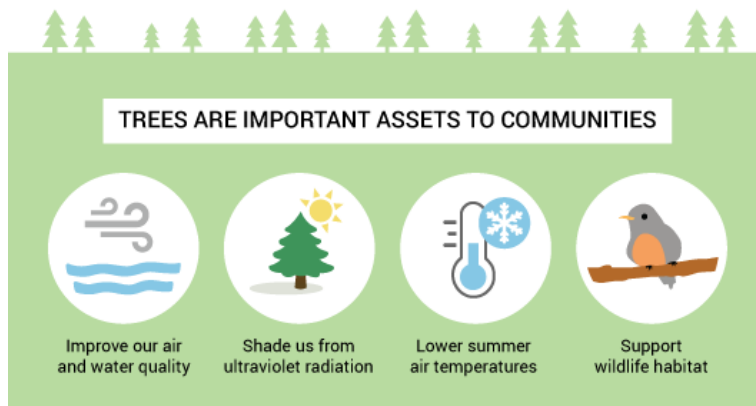 TREES ARE IMPORTANT ASSETS TO COMMUNITIES
Improve our air
and water quality
Shade us from
ultraviolet radiation
Lower summer
air temperatures
Support
wildlife habitat